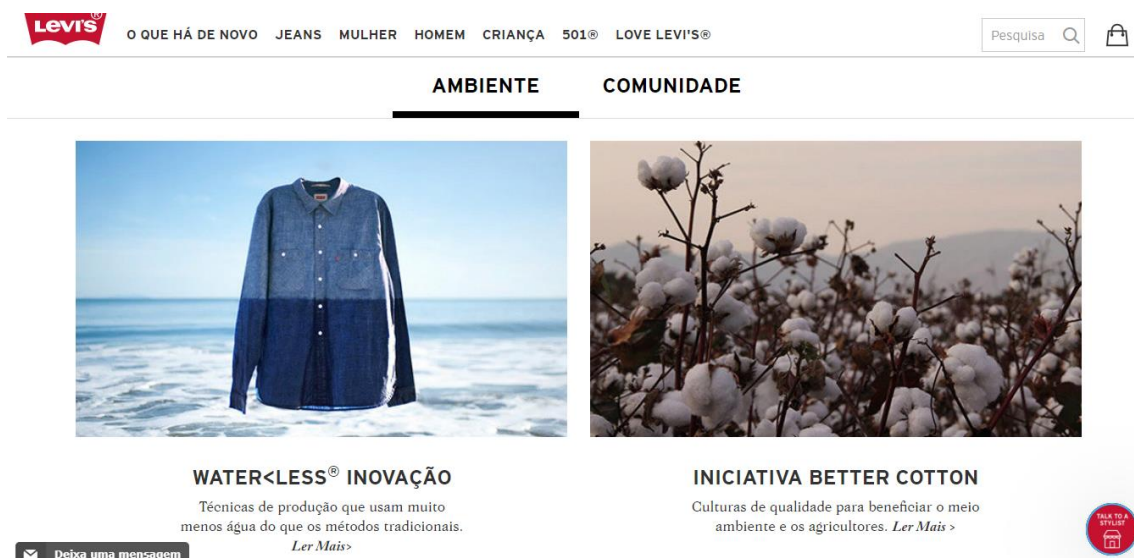 Levi's®
O QUE HÁ DE NOVO JEANS MULHER HOMEM CRIANÇA 501® LOVE LEVI'S®
Pesquisa
AMBIENTE COMUNIDADE
WATER<LESS® INOVAÇÃO
Técnicas de produção que usam muito
menos água do que os métodos tradicionais.
Ler Mais>
INICIATIVA BETTER COTTON
Culturas de qualidade para beneficiar o meio
ambiente e os agricultores. Ler Mais >
TALK TO A
STYLIST
Deixa uma mensagem